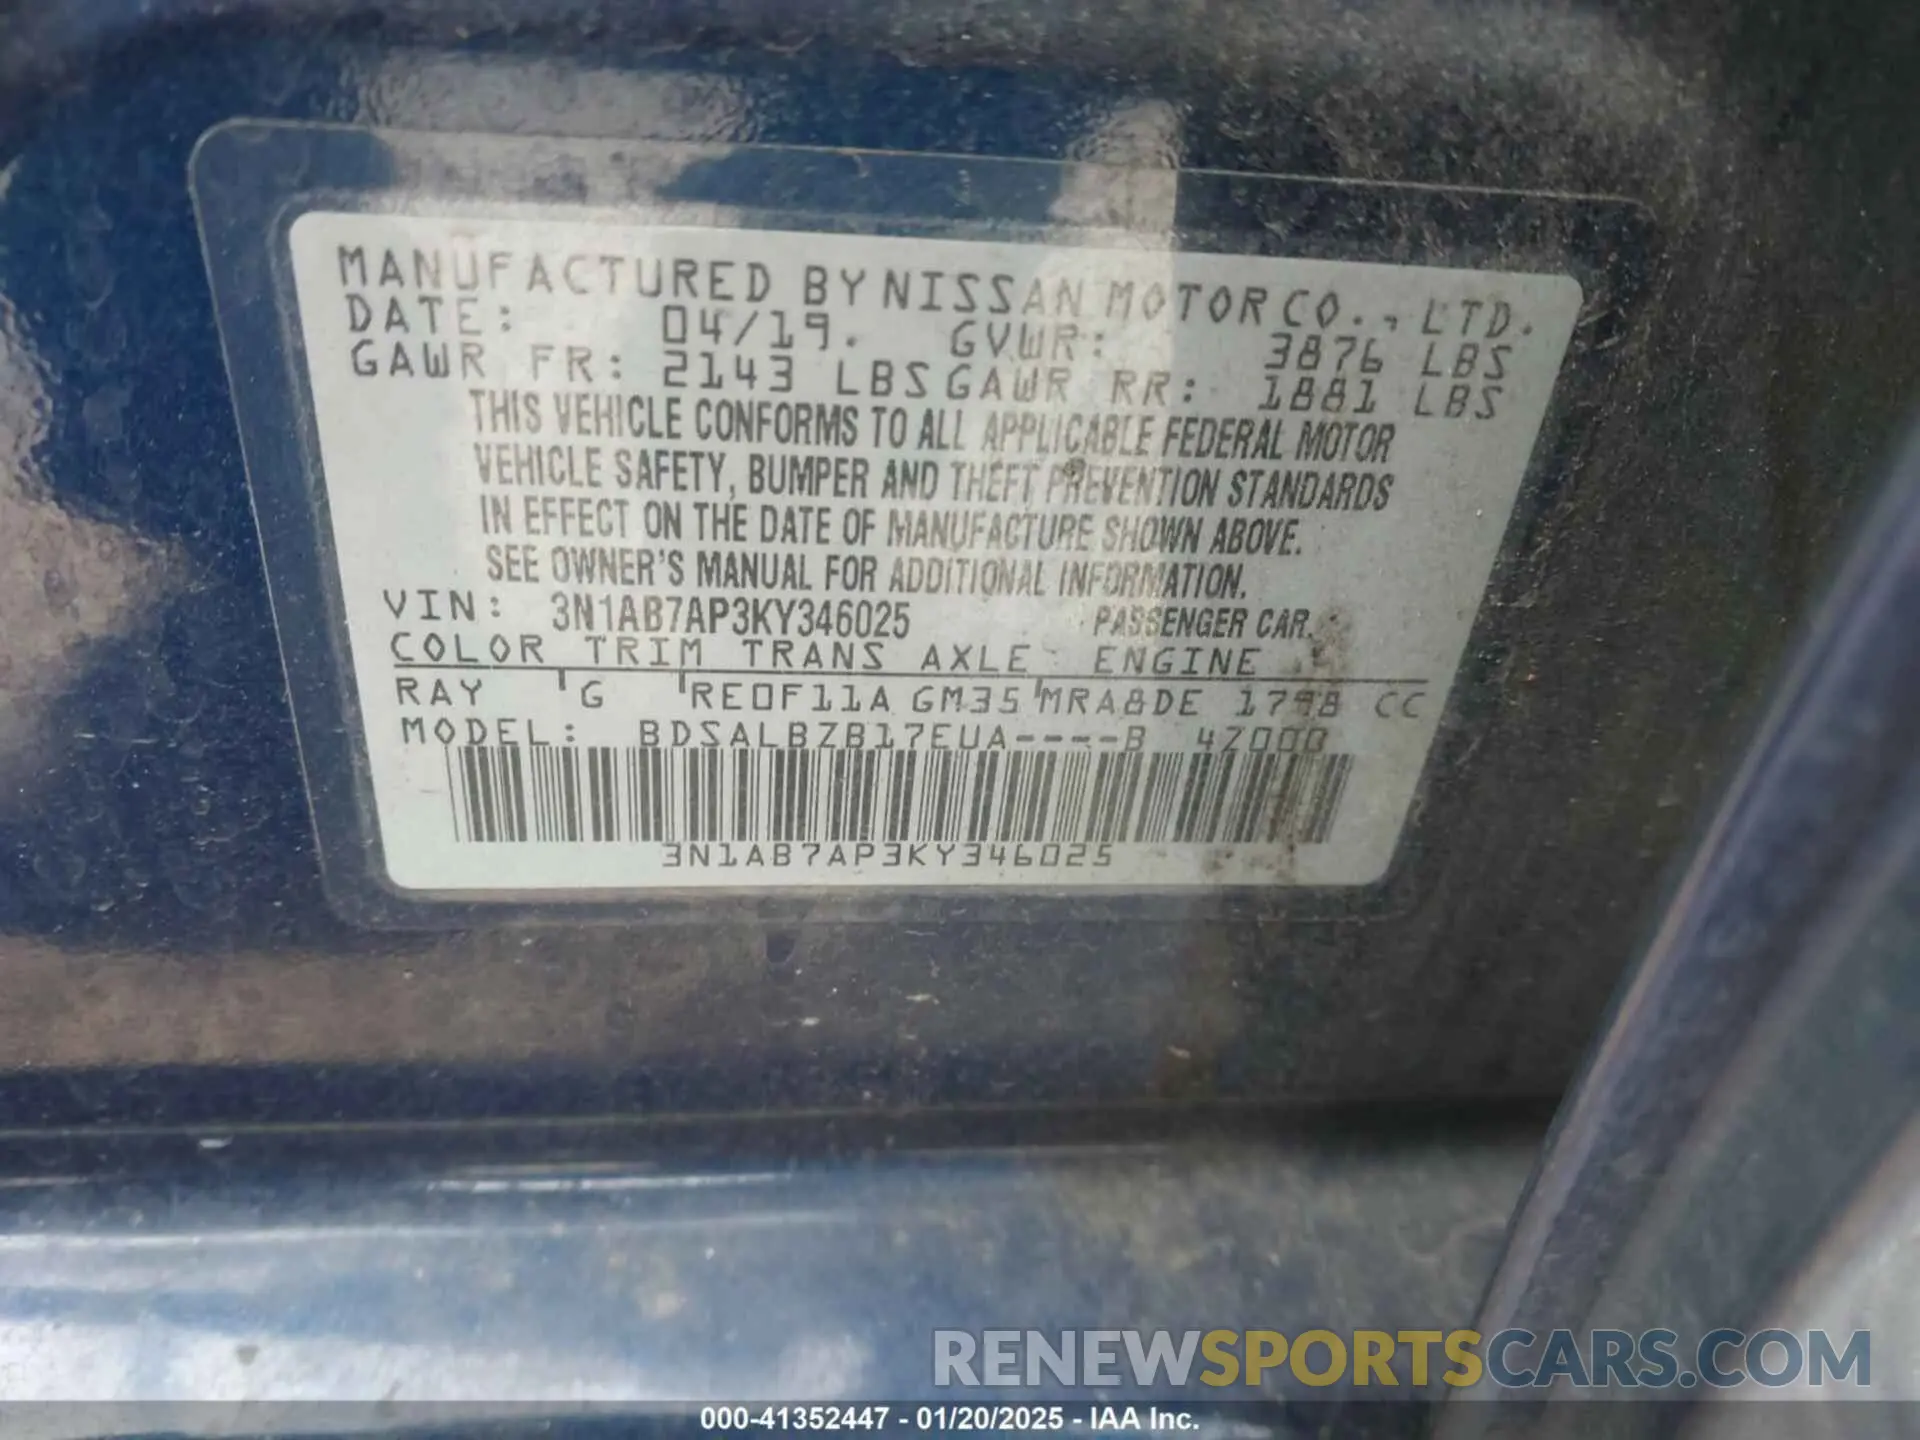 MANUFACTURED BY NISSAN MOTOR CO., LTD.
DATE: 04/19. GVWR: 3876 LBS
GAWR FR: 2143 LBS GAWR RR: 1881 LBS
THIS VEHICLE CONFORMS TO ALL APPLICABLE FEDERAL MOTOR
VEHICLE SAFETY, BUMPER AND THEFT PREVENTION STANDARDS
IN EFFECT ON THE DATE OF MANUFACTURE SHOWN ABOVE.
SEE OWNER'S MANUAL FOR ADDITIONAL INFORMATION.
VIN: 3N1AB7AP3KY346025 PASSENGER CAR.
COLOR TRIM TRANS AXLE ENGINE
RAY G RE0F11A GM35 MRA8DE 1798 CC
MODEL: BDSALBZB17EUA----B 4Z000
3N1AB7AP3KY346025
RENEWSPORTSCARS.COM
000-41352447 - 01/20/2025 - IAA Inc.